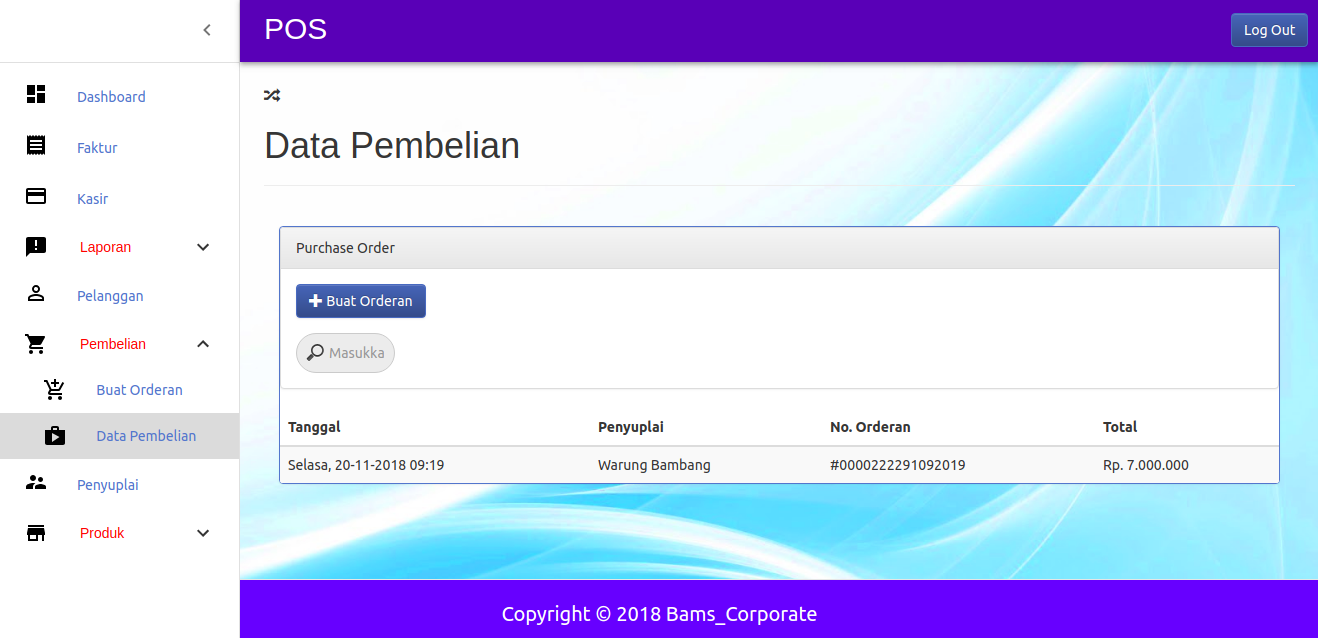 POS
Log Out
Dashboard
Faktur
Kasir
Laporan
Pelanggan
Pembelian
Buat Orderan
Data Pembelian
Penyuplai
Produk
Data Pembelian
Purchase Order
Buat Orderan
Masukka
Tanggal Penyuplai No. Orderan Total
Selasa, 20-11-2018 09:19 Warung Bambang #0000222291092019 Rp. 7.000.000
Copyright © 2018 Bams_Corporate